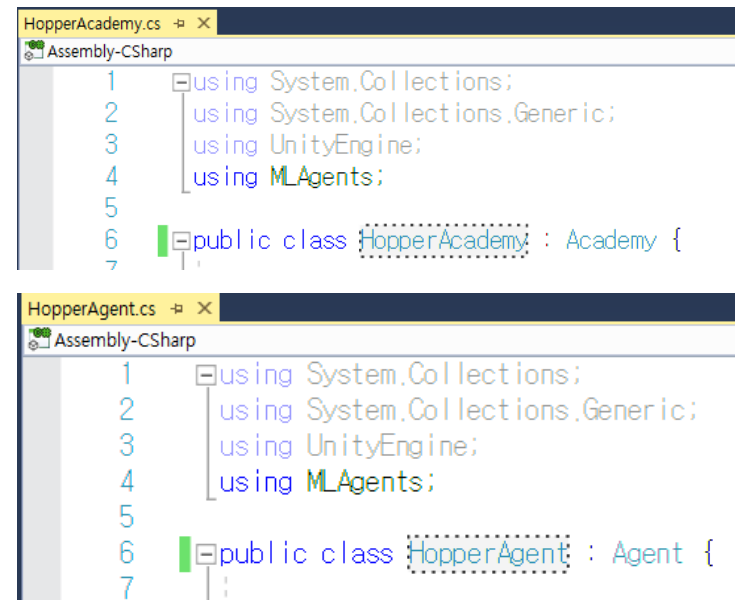 HopperAcademy.cs
Assembly-CSharp
1 using System.Collections;
2 using System.Collections.Generic;
3 using UnityEngine;
4 using MLAgents;
5
6 public class HopperAcademy : Academy {
7
HopperAgent.cs
Assembly-CSharp
1 using System.Collections;
2 using System.Collections.Generic;
3 using UnityEngine;
4 using MLAgents;
5
6 public class HopperAgent : Agent {
7